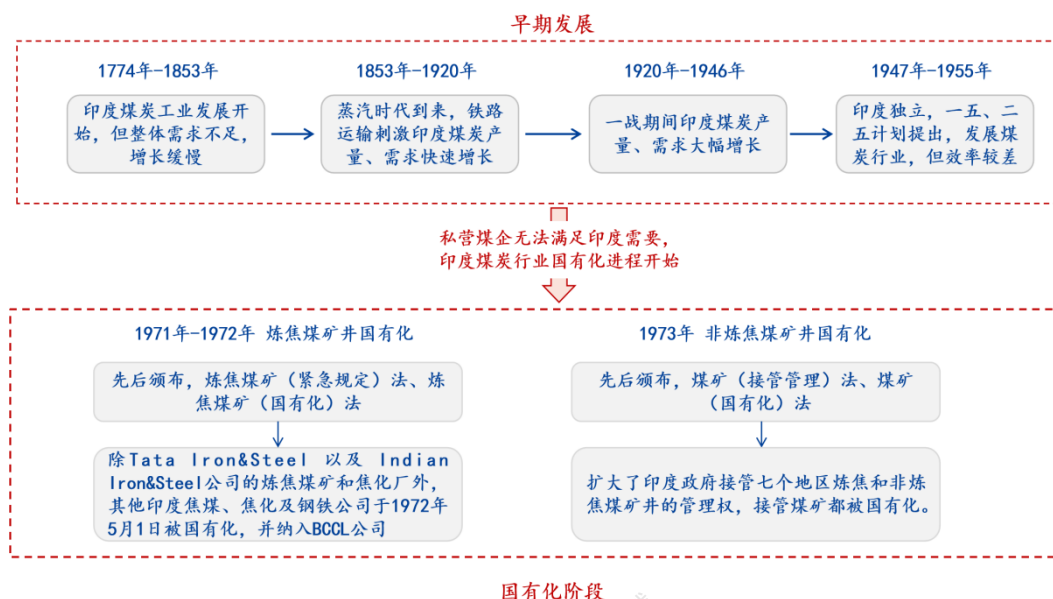 早期发展
1774年-1853年
印度煤炭工业发展开
始，但整体需求不足，
增长缓慢
1853年-1920年
蒸汽时代到来，铁路
运输刺激印度煤炭产
量、需求快速增长
1920年-1946年
一战期间印度煤炭产
量、需求大幅增长
1947年-1955年
印度独立，一五、二
五计划提出，发展煤
炭行业，但效率较差
私营煤企无法满足印度需要，
印度煤炭行业国有化进程开始
1971年-1972年 炼焦煤矿井国有化
先后颁布，炼焦煤矿（紧急规定）法、炼
焦煤矿（国有化）法
除Tata Iron&Steel 以及 Indian
Iron&Steel公司的炼焦煤矿和焦化厂外，
其他印度焦煤、焦化及钢铁公司于1972年
5月1日被国有化，并纳入BCCL公司
1973年 非炼焦煤矿井国有化
先后颁布，煤矿（接管管理）法、煤矿
（国有化）法
扩大了印度政府接管七个地区炼焦和非炼
焦煤矿井的管理权，接管煤矿都被国有化。
国有化阶段